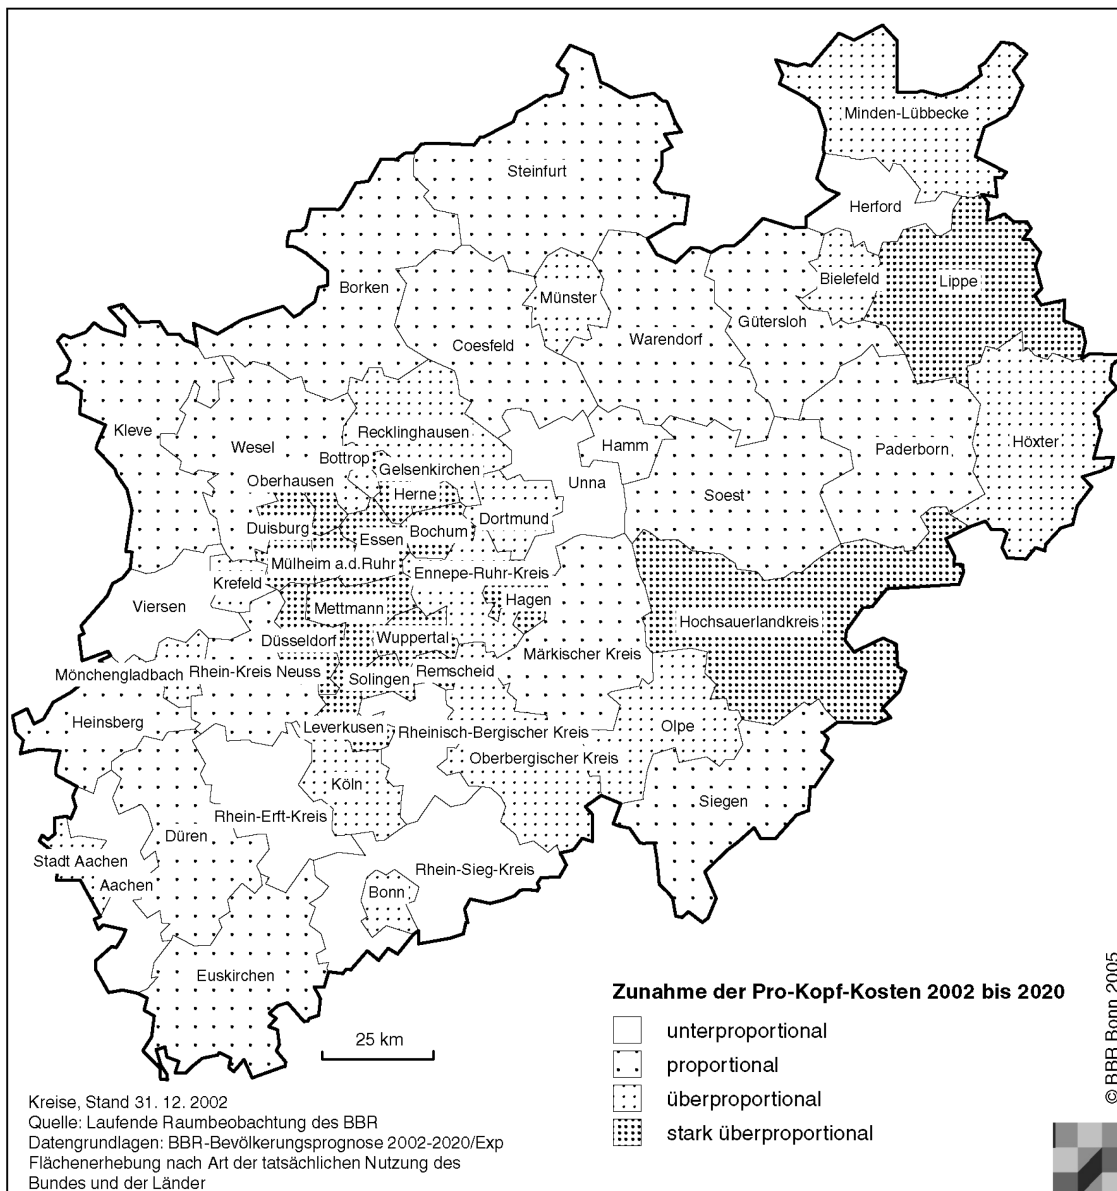 Minden-Lübbecke
Steinfurt
Herford
Bielefeld
Lippe
Borken
Münster
Gütersloh
Warendorf
Coesfeld
Kleve
Recklinghausen
Wesel
Hamm
Paderborn
Höxter
Bottrop
Gelsenkirchen
Oberhausen
Unna
Herne
Soest
Duisburg
Dortmund
Bochum
Essen
Mülheim a.d.Ruhr
Ennepe-Ruhr-Kreis
Krefeld
Viersen
Mettmann
Hagen
Hochsauerlandkreis
Düsseldorf
Wuppertal
Märkischer Kreis
Mönchengladbach
Rhein-Kreis Neuss
Remscheid
Solingen
Heinsberg
Leverkusen
Rheinisch-Bergischer Kreis
Olpe
Oberbergischer Kreis
Köln
Siegen
Rhein-Erft-Kreis
Düren
Stadt Aachen
Rhein-Sieg-Kreis
Aachen
Bonn
Euskirchen
25 km
Zunahme der Pro-Kopf-Kosten 2002 bis 2020
unterproportional
proportional
überproportional
stark überproportional
Kreise, Stand 31. 12. 2002
Quelle: Laufende Raumbeobachtung des BBR
Datengrundlagen: BBR-Bevölkerungsprognose 2002-2020/Exp
Flächenerhebung nach Art der tatsächlichen Nutzung des
Bundes und der Länder
© BBR Bonn 2005